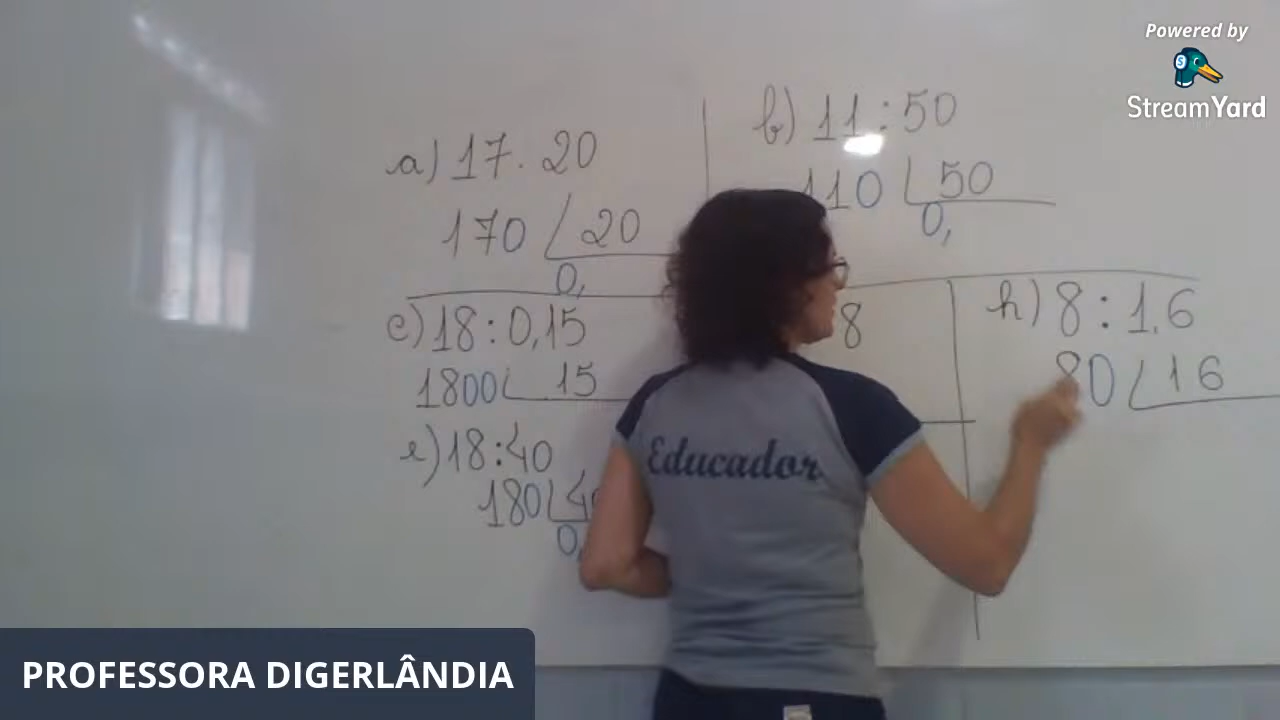 Powered by
StreamYard
a) 17. 20
170 20
0,
b) 11:50
110 50
0,
c) 18:0,15
1800 15
8
h) 8:1,6
80 16
e) 18:40
180
0,
Educador
PROFESSORA DIGERLÂNDIA